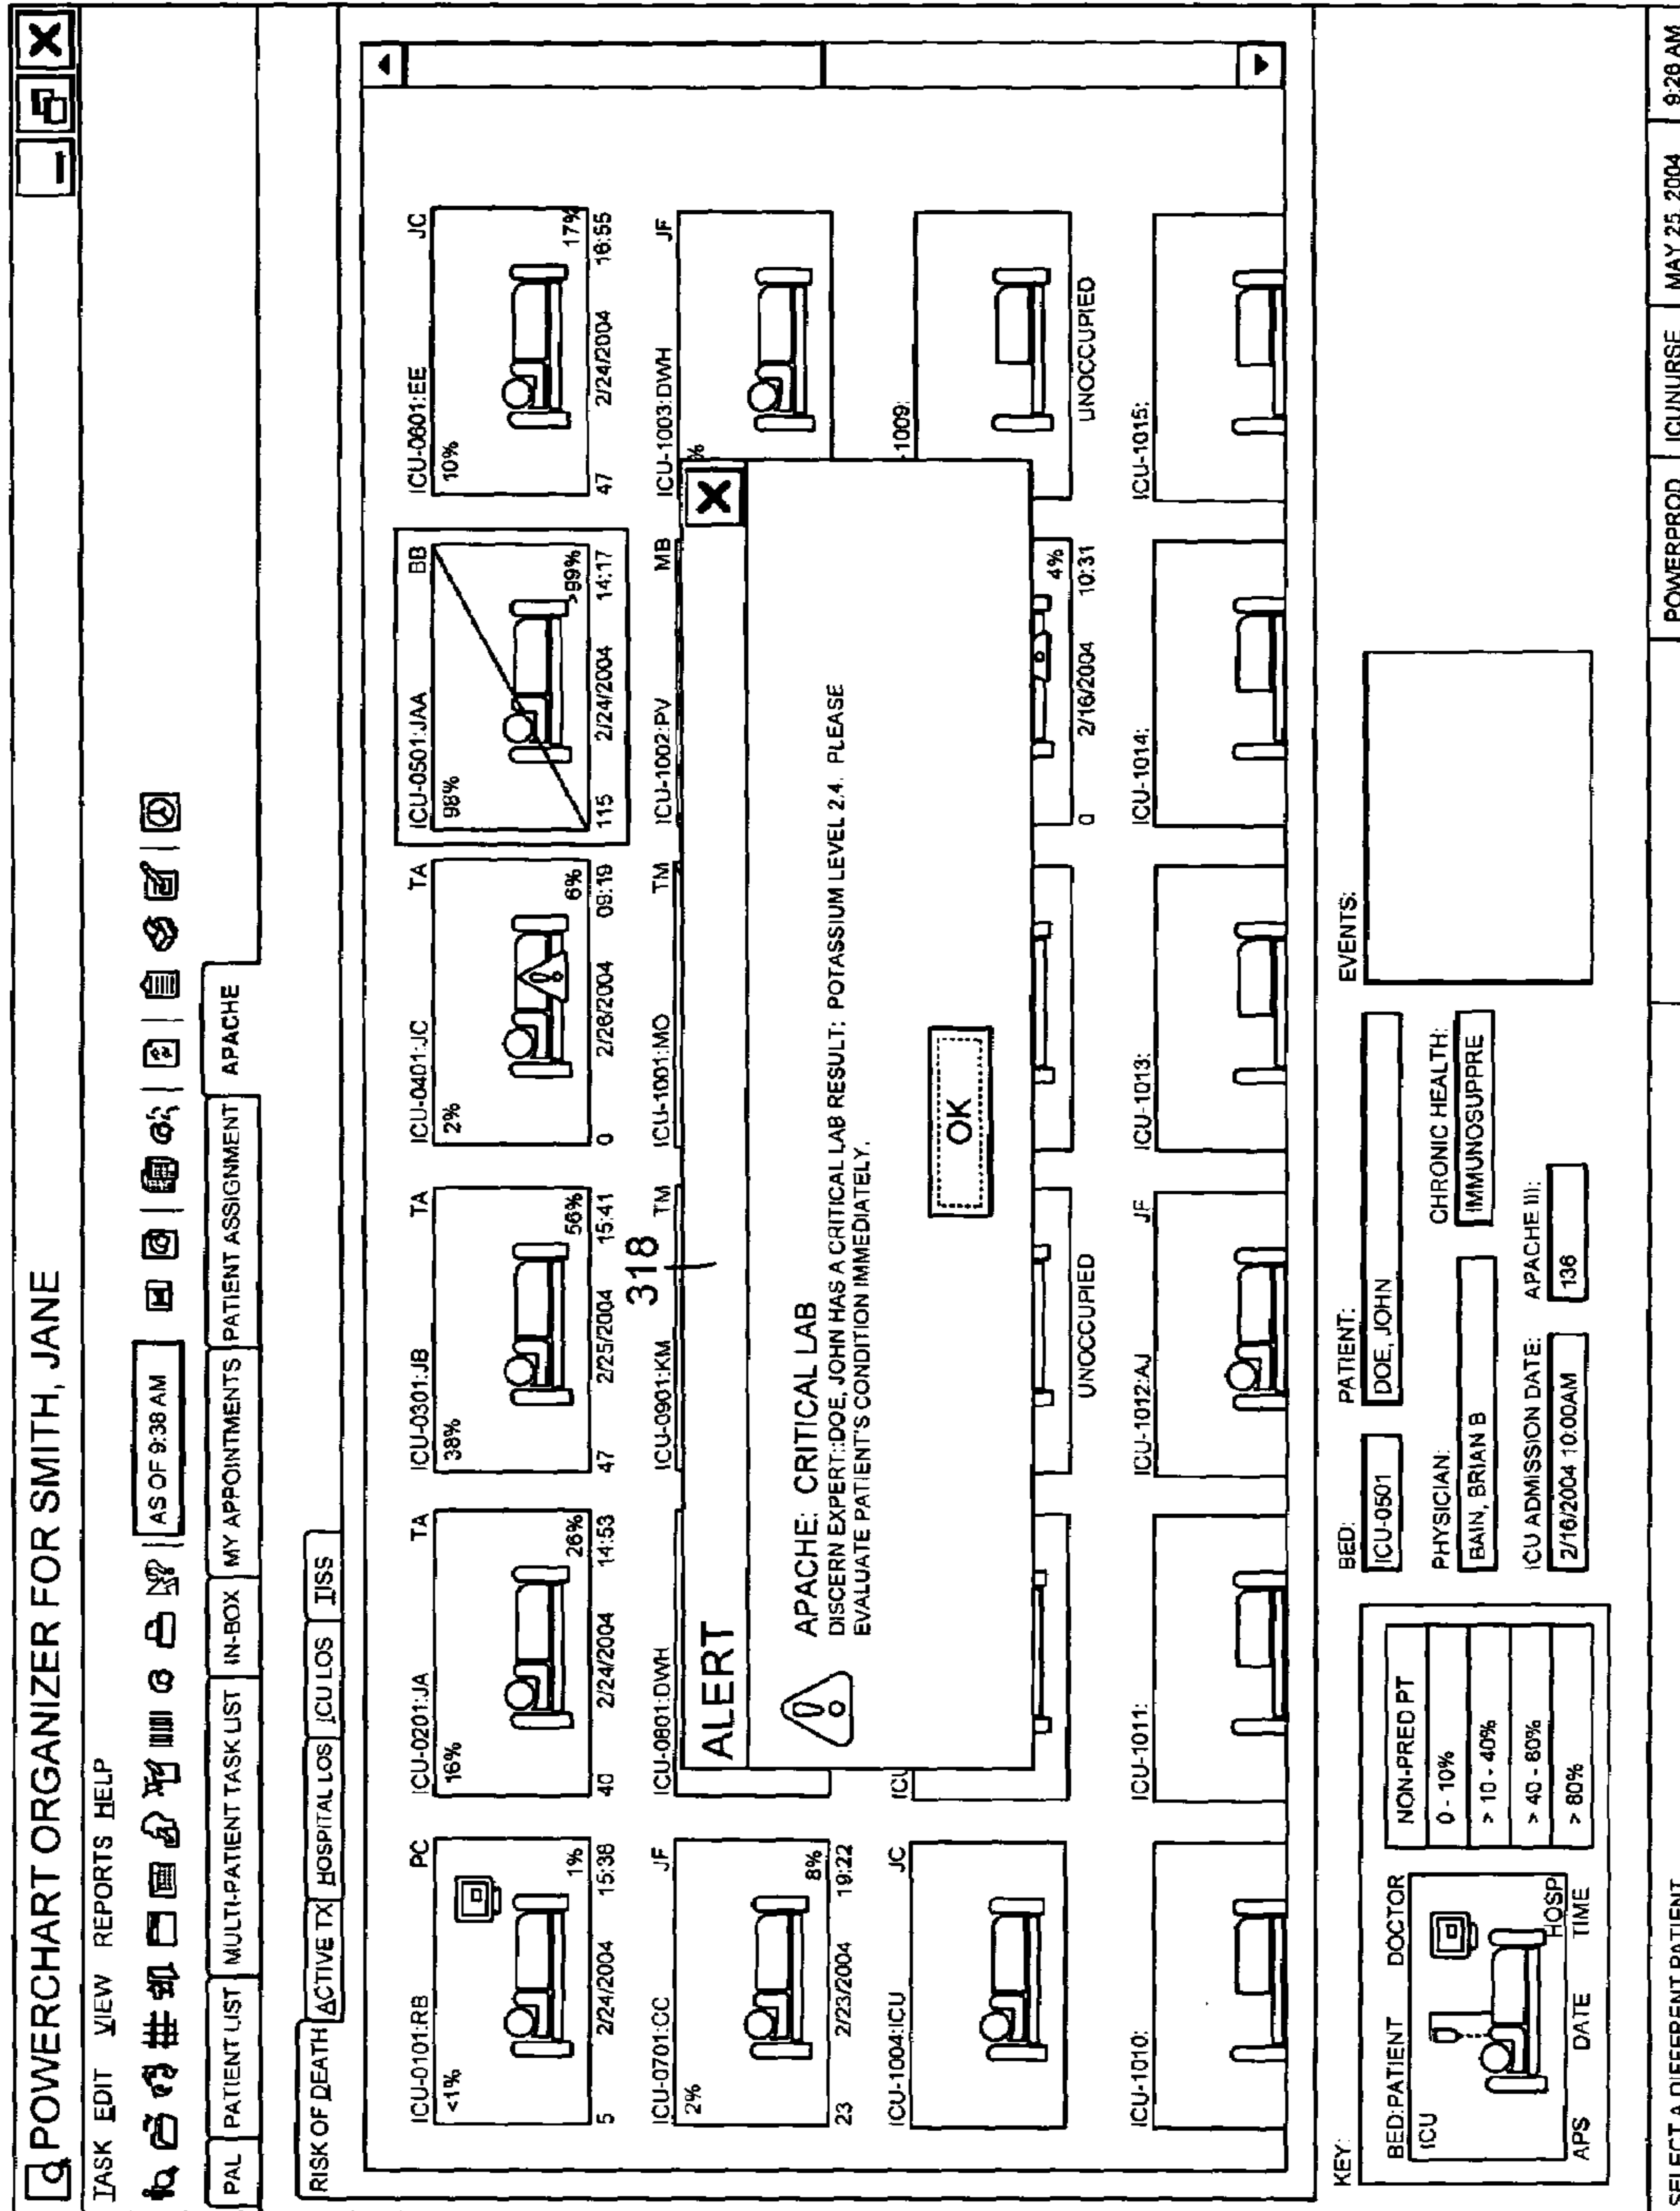 POWERCHART ORGANIZER FOR SMITH, JANE
TASK EDIT VIEW REPORTS HELP
AS OF 9:38 AM
PAL PATIENT LIST MULTI-PATIENT TASK LIST IN-BOX MY APPOINTMENTS PATIENT ASSIGNMENT APACHE
RISK OF DEATH ACTIVE TX HOSPITAL LOS ICU LOS TISS
ICU-0101:RB PC
<1%
1%
5 2/24/2004 15:38
ICU-0201:JA TA
16%
26%
40 2/24/2004 14:53
ICU-0301:JB TA
38%
56%
47 2/25/2004 15:41
ICU-0401:JC TA
2%
6%
0 2/26/2004 09:19
ICU-0501:JAA BB
98%
>99%
115 2/24/2004 14:17
ICU-0601:EE JC
10%
17%
47 2/24/2004 16:55
318
ICU-0701:CC JF
2%
8%
23 2/23/2004 19:22
ICU-0801:DWH
ICU-0901:KM TM
ICU-1001:MO TM
ICU-1002:PV MB
ICU-1003:DWH JF
%
ALERT
APACHE: CRITICAL LAB
DISCERN EXPERT::DOE, JOHN HAS A CRITICAL LAB RESULT: POTASSIUM LEVEL 2.4. PLEASE
EVALUATE PATIENT'S CONDITION IMMEDIATELY.
OK
ICU-1004:ICU JC
ICU
-1009:
UNOCCUPIED
4%
0 2/16/2004 10:31
UNOCCUPIED
ICU-1010:
ICU-1011:
ICU-1012:AJ JF
ICU-1013:
ICU-1014:
ICU-1015:
KEY:
BED:PATIENT DOCTOR
ICU
HOSP
APS DATE TIME
NON-PRED PT
0 - 10%
> 10 - 40%
> 40 - 80%
> 80%
BED: PATIENT:
ICU-0501 DOE, JOHN
PHYSICIAN: CHRONIC HEALTH:
BAIN, BRIAN B IMMUNOSUPPRE
ICU ADMISSION DATE: APACHE III:
2/16/2004 10:00AM 136
EVENTS:
SELECT A DIFFERENT PATIENT
POWERPROD ICUNURSE MAY 25, 2004 9:26 AM